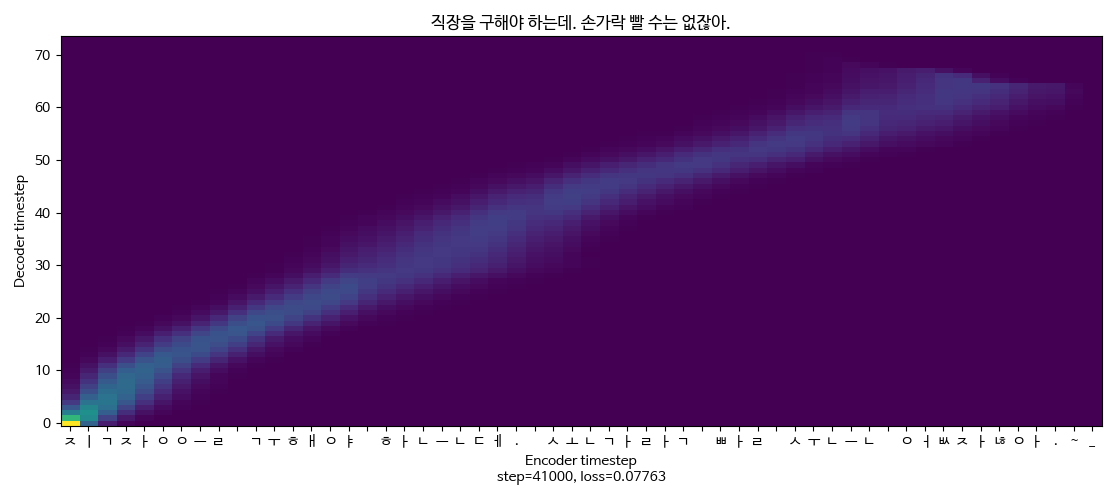 직장을 구해야 하는데. 손가락 빨 수는 없잖아.
Decoder timestep
70
60
50
40
30
20
10
0
ㅈ ㅣ ㄱ ㅈ ㅏ ㅇ ㅇ ㅡ ㄹ ㄱ ㅜ ㅎ ㅐ ㅇ ㅑ ㅎ ㅏ ㄴ ㅡ ㄴ ㄷ ㅔ . ㅅ ㅗ ㄴ ㄱ ㅏ ㄹ ㅏ ㄱ ㅃ ㅏ ㄹ ㅅ ㅜ ㄴ ㅡ ㄴ ㅇ ㅓ ㅄ ㅈ ㅏ ㄶ ㅇ ㅏ . ~ _
Encoder timestep
step=41000, loss=0.07763